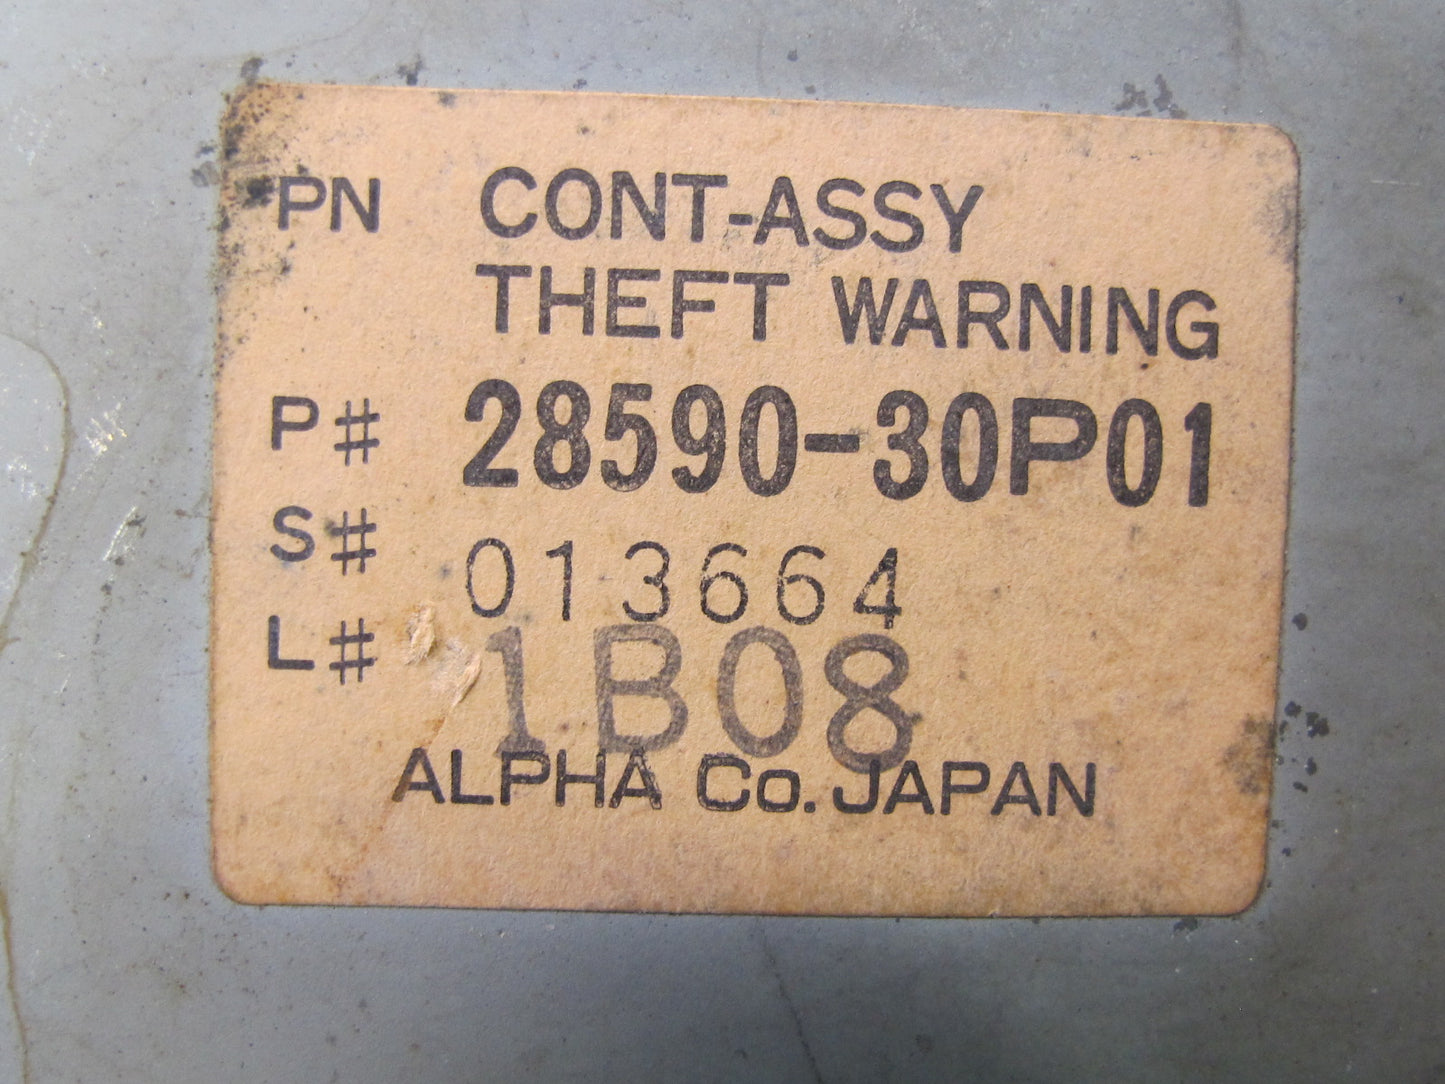 PN CONT-ASSY
THEFT WARNING
P# 28590-30P01
S# 013664
L# 1B08
ALPHA Co. JAPAN